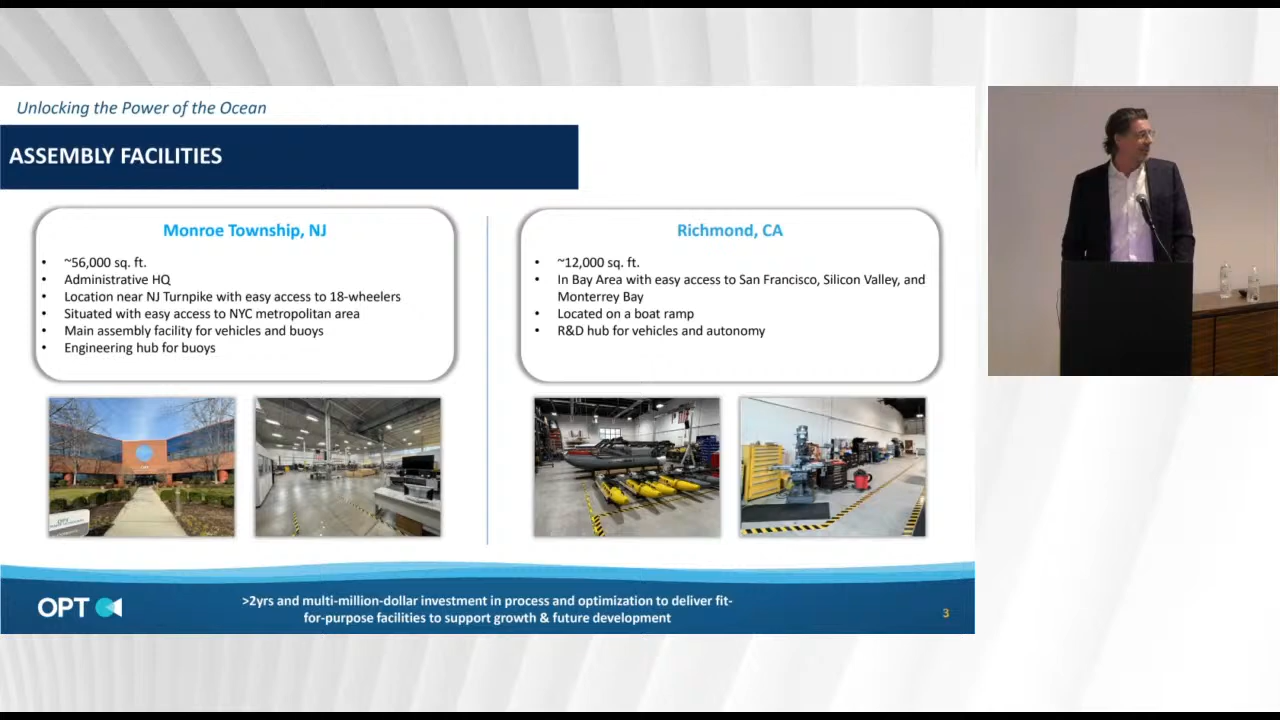 Unlocking the Power of the Ocean
ASSEMBLY FACILITIES
Monroe Township, NJ
• ~56,000 sq. ft.
• Administrative HQ
• Location near NJ Turnpike with easy access to 18-wheelers
• Situated with easy access to NYC metropolitan area
• Main assembly facility for vehicles and buoys
• Engineering hub for buoys
Richmond, CA
• ~12,000 sq. ft.
• In Bay Area with easy access to San Francisco, Silicon Valley, and
Monterrey Bay
• Located on a boat ramp
• R&D hub for vehicles and autonomy
OPT
OPT
>2yrs and multi-million-dollar investment in process and optimization to deliver fit-
for-purpose facilities to support growth & future development
3